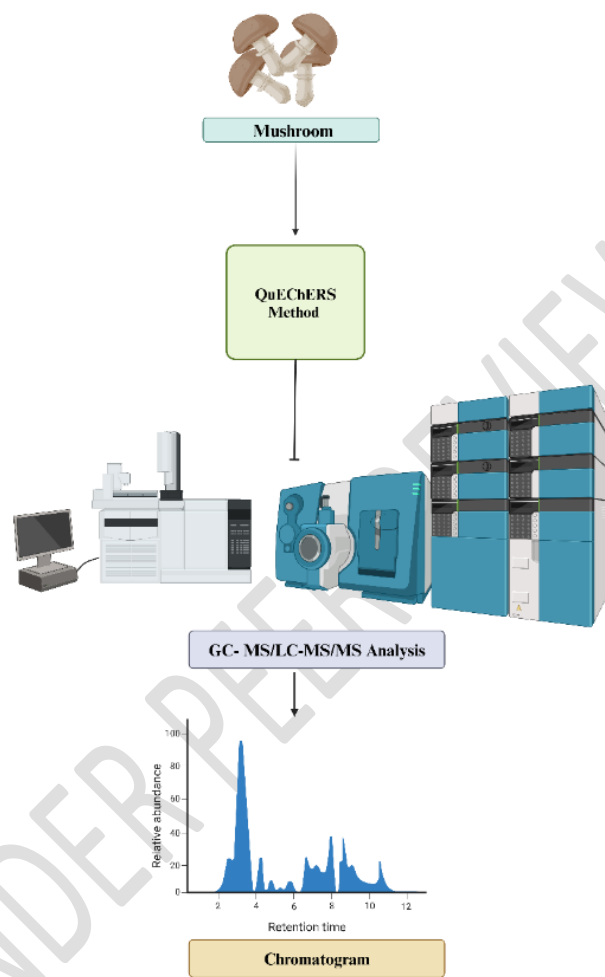 Mushroom
QuEChERS
Method
GC- MS/LC-MS/MS Analysis
100
80
60
40
20
0
Relative abundance
2 4 6 8 10 12
Retention time
Chromatogram
UNDER PEER REVIEW